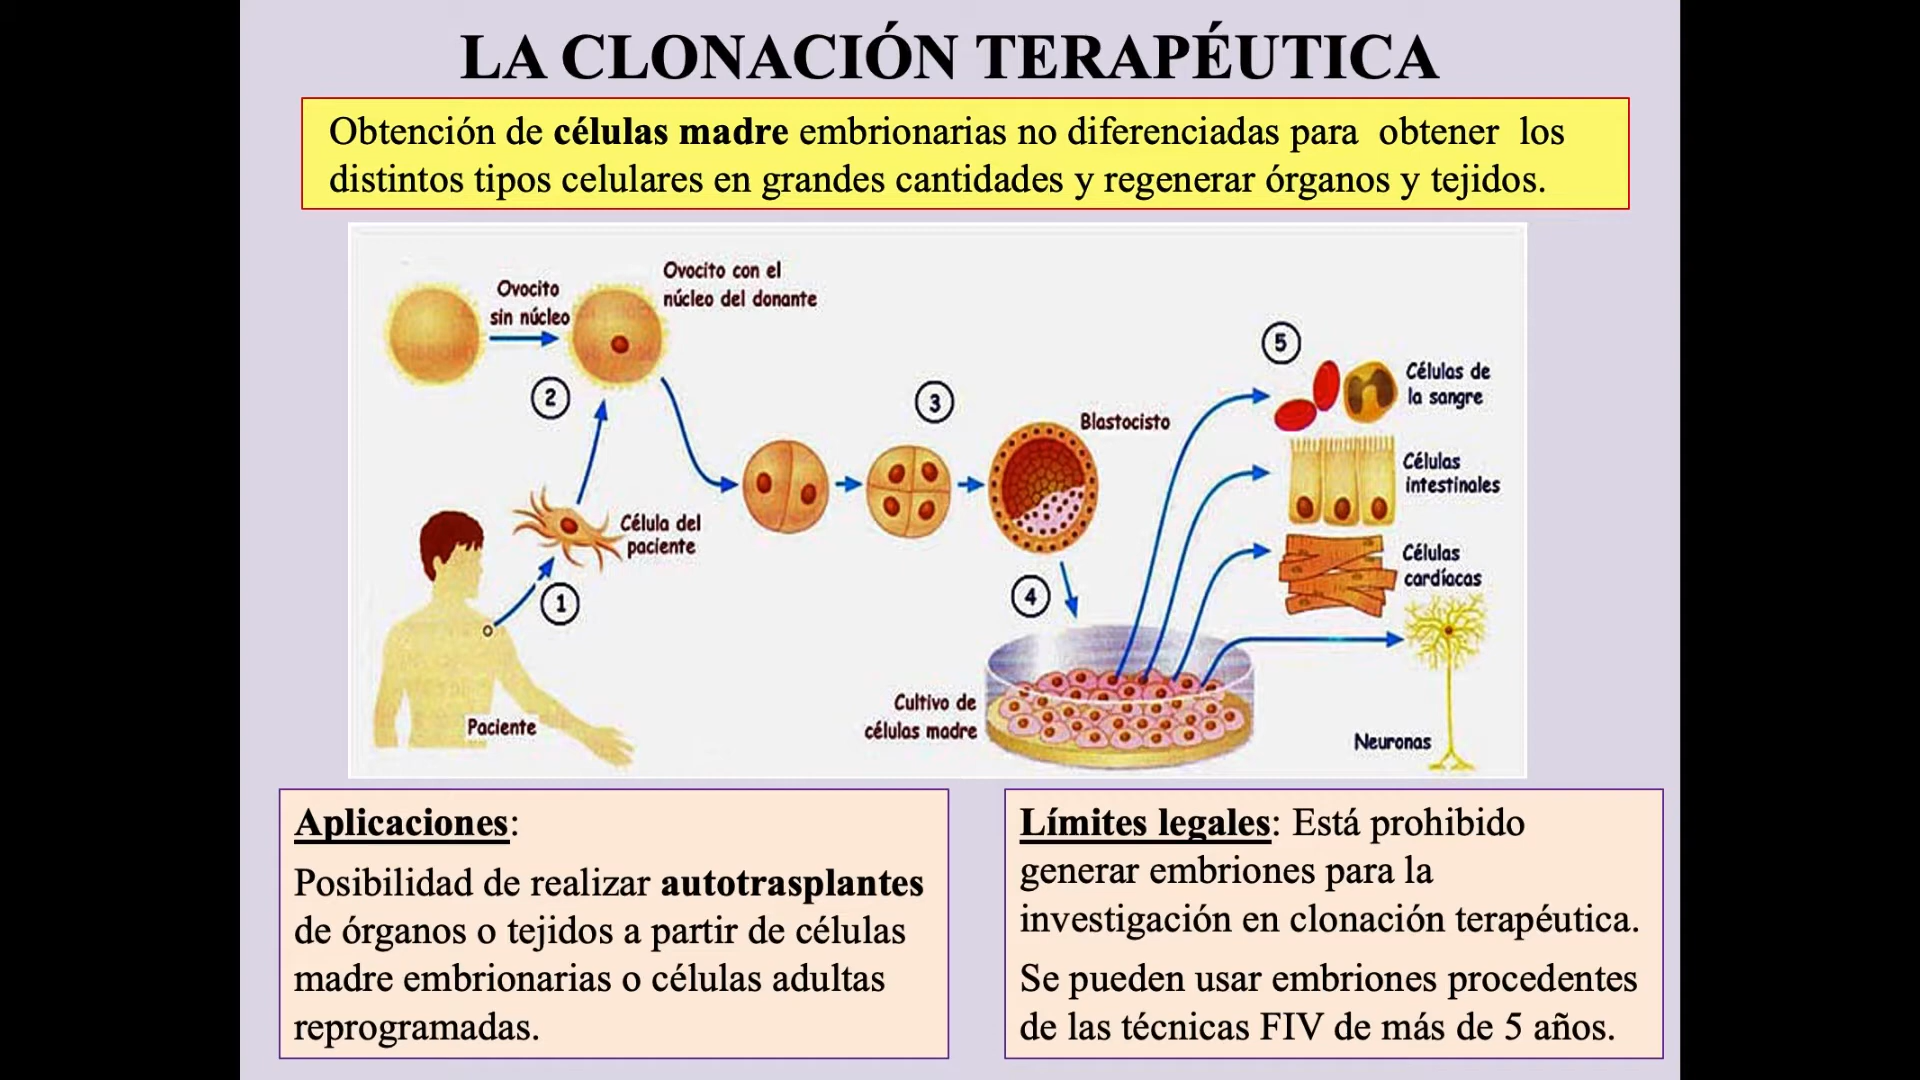 LA CLONACIÓN TERAPÉUTICA
Obtención de células madre embrionarias no diferenciadas para obtener los
distintos tipos celulares en grandes cantidades y regenerar órganos y tejidos.
Ovocito
sin núcleo
Ovocito con el
núcleo del donante
2
Célula del
paciente
1
Paciente
3
Blastocisto
4
Cultivo de
células madre
5
Células de
la sangre
Células
intestinales
Células
cardíacas
Neuronas
Aplicaciones:
Posibilidad de realizar autotrasplantes
de órganos o tejidos a partir de células
madre embrionarias o células adultas
reprogramadas.
Límites legales: Está prohibido
generar embriones para la
investigación en clonación terapéutica.
Se pueden usar embriones procedentes
de las técnicas FIV de más de 5 años.